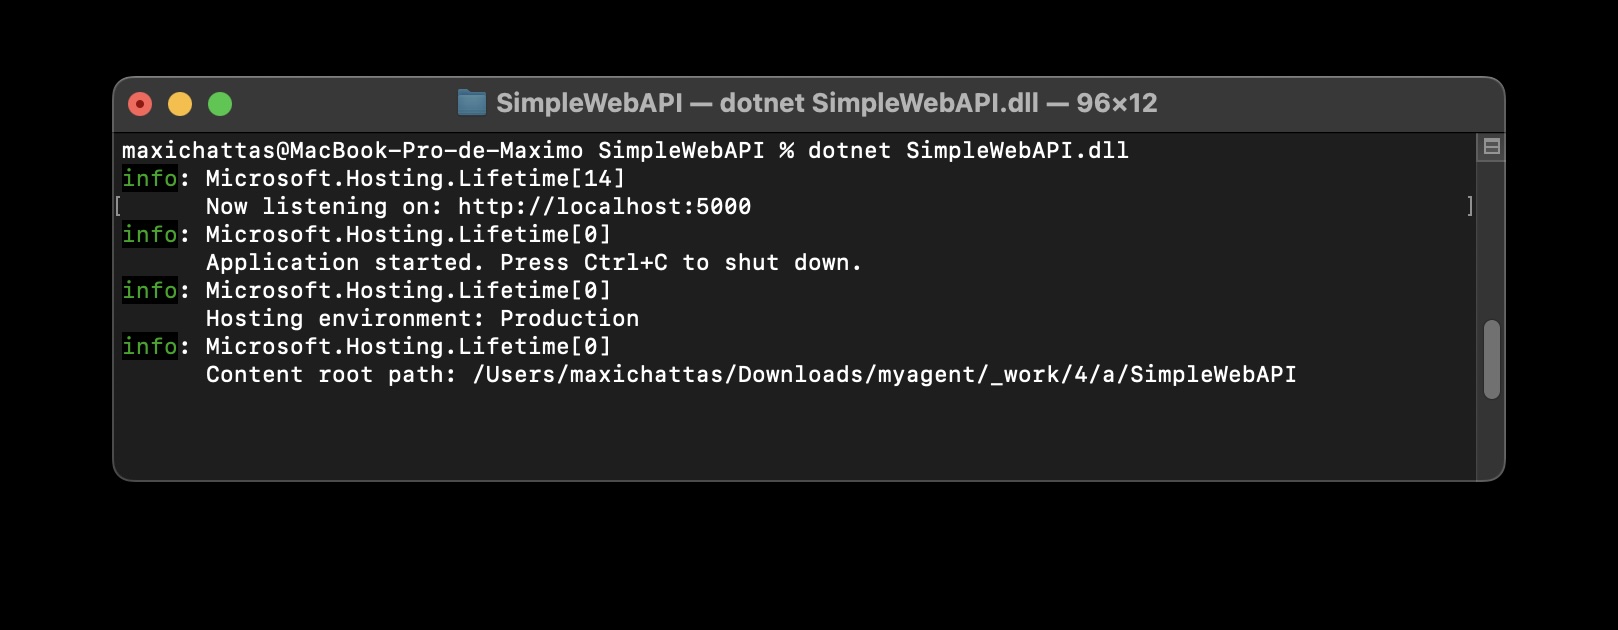 SimpleWebAPI — dotnet SimpleWebAPI.dll — 96×12
maxichattas@MacBook-Pro-de-Maximo SimpleWebAPI % dotnet SimpleWebAPI.dll
info: Microsoft.Hosting.Lifetime[14]
[      Now listening on: http://localhost:5000 ]
info: Microsoft.Hosting.Lifetime[0]
      Application started. Press Ctrl+C to shut down.
info: Microsoft.Hosting.Lifetime[0]
      Hosting environment: Production
info: Microsoft.Hosting.Lifetime[0]
      Content root path: /Users/maxichattas/Downloads/myagent/_work/4/a/SimpleWebAPI